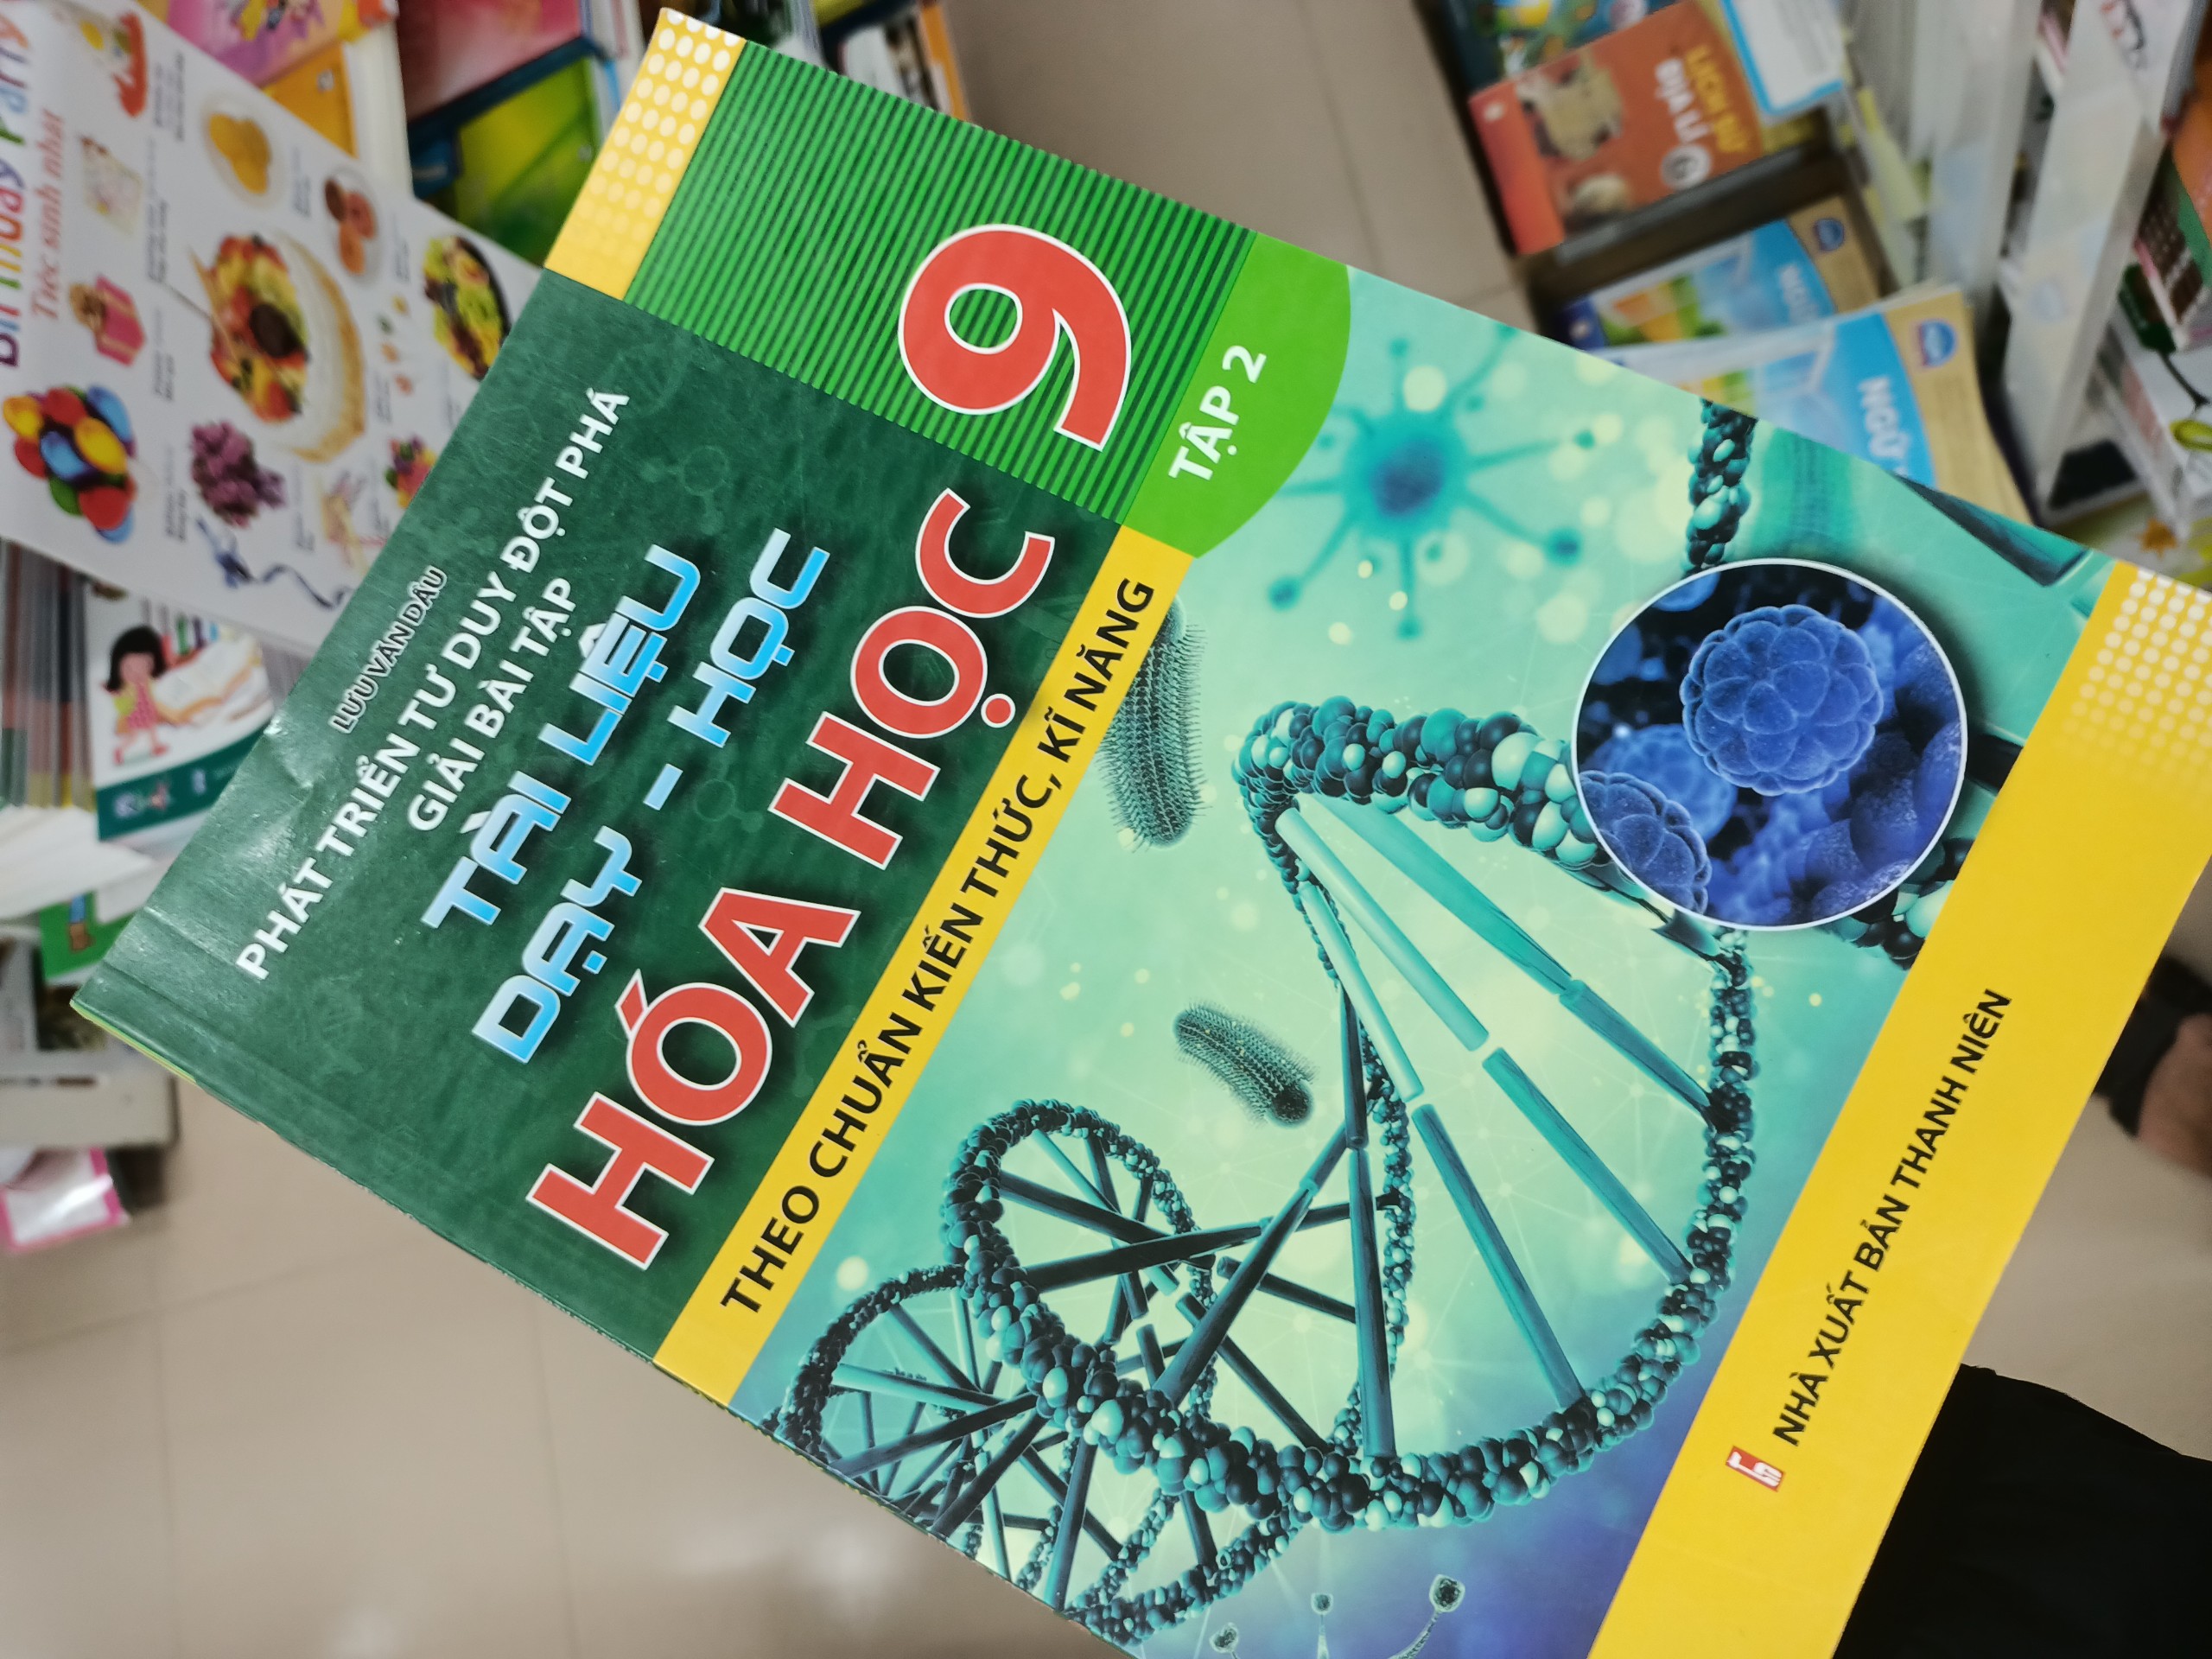 LƯU VĂN DẦU
PHÁT TRIỂN TƯ DUY ĐỘT PHÁ
GIẢI BÀI TẬP
TÀI LIỆU
DẠY - HỌC
HÓA HỌC 9
THEO CHUẨN KIẾN THỨC, KĨ NĂNG
TẬP 2
NHÀ XUẤT BẢN THANH NIÊN
Birthday Party
Tiệc sinh nhật